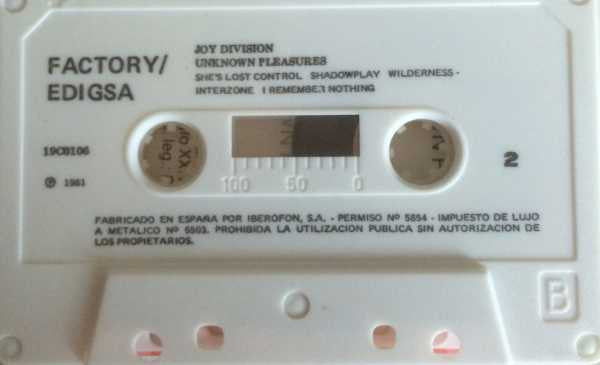 FACTORY/
EDIGSA
JOY DIVISION
UNKNOWN PLEASURES
SHE'S LOST CONTROL SHADOWPLAY WILDERNESS -
INTERZONE I REMEMBER NOTHING
19C0106
℗ 1981
100 50 0
2
FABRICADO EN ESPAÑA POR IBEROFON, S.A. - PERMISO Nº 5854 - IMPUESTO DE LUJO
A METALICO Nº 5503. PROHIBIDA LA UTILIZACION PUBLICA SIN AUTORIZACION DE
LOS PROPIETARIOS.
B